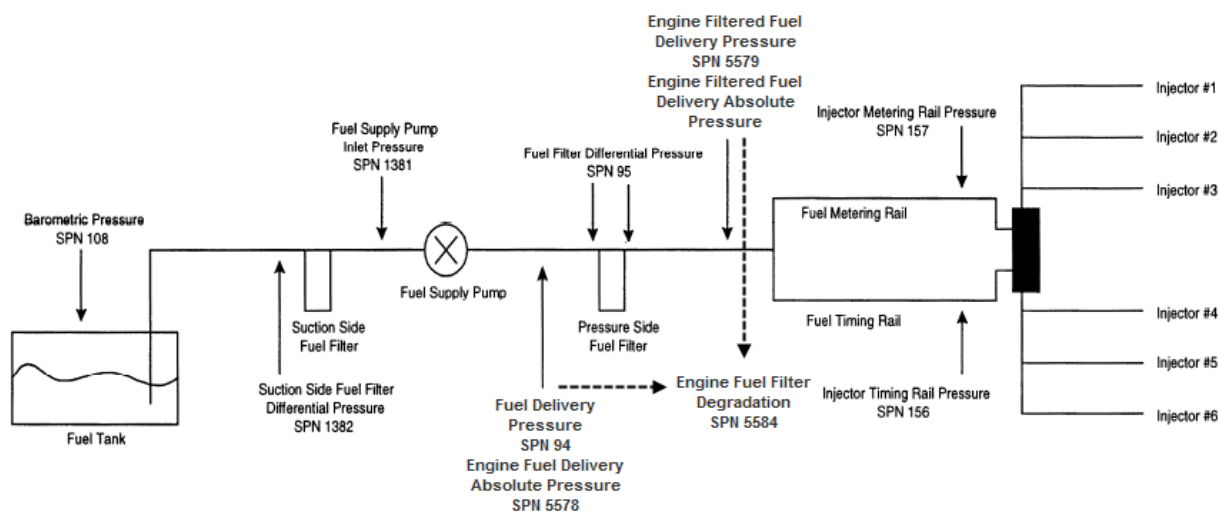 Engine Filtered Fuel
Delivery Pressure
SPN 5579
Engine Filtered Fuel
Delivery Absolute
Pressure
Injector #1
Injector Metering Rail Pressure
SPN 157
Fuel Supply Pump
Inlet Pressure
SPN 1381
Injector #2
Fuel Filter Differential Pressure
SPN 95
Injector #3
Barometric Pressure
SPN 108
Fuel Metering Rail
Fuel Supply Pump
Suction Side
Fuel Filter
Pressure Side
Fuel Filter
Fuel Timing Rail
Injector #4
Injector #5
Suction Side Fuel Filter
Differential Pressure
SPN 1382
Engine Fuel Filter
Degradation
SPN 5584
Injector Timing Rail Pressure
SPN 156
Fuel Delivery
Pressure
SPN 94
Engine Fuel Delivery
Absolute Pressure
SPN 5578
Injector #6
Fuel Tank